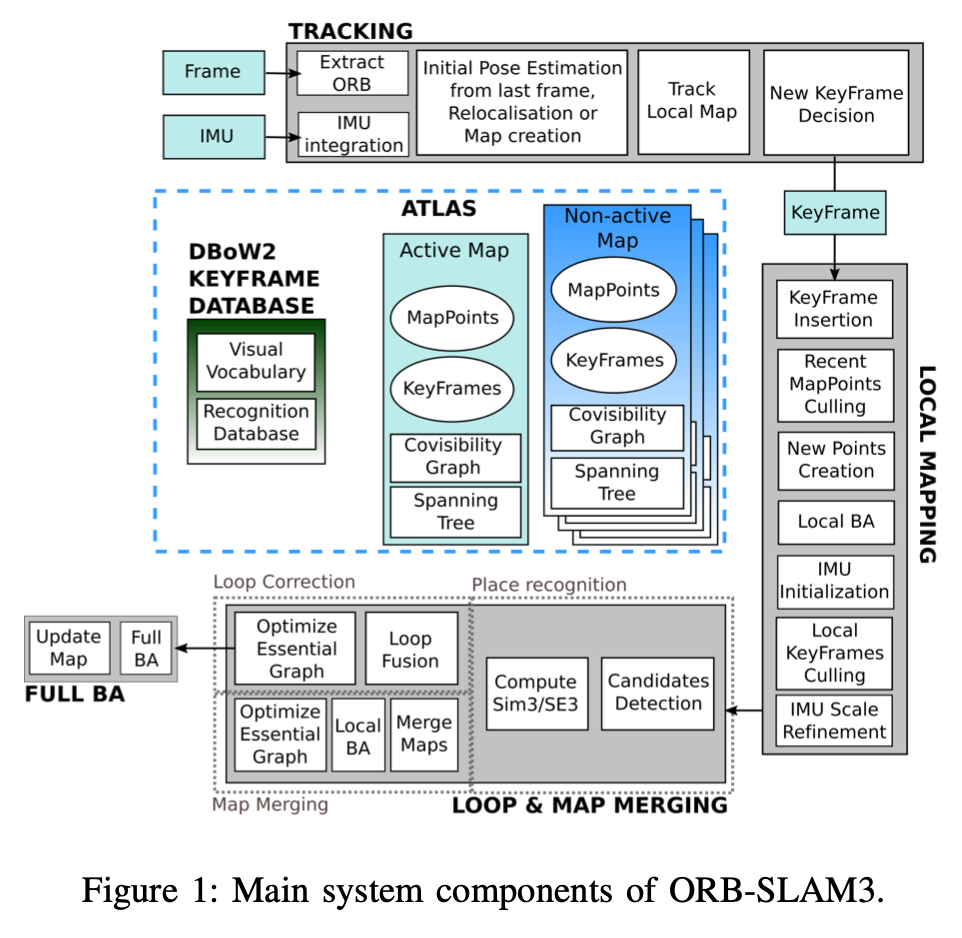 TRACKING
Frame
Extract
ORB
IMU
IMU
integration
Initial Pose Estimation
from last frame,
Relocalisation or
Map creation
Track
Local Map
New KeyFrame
Decision
KeyFrame
ATLAS
DBoW2
KEYFRAME
DATABASE
Visual
Vocabulary
Recognition
Database
Active Map
MapPoints
KeyFrames
Covisibility
Graph
Spanning
Tree
Non-active
Map
MapPoints
KeyFrames
Covisibility
Graph
Spanning
Tree
LOCAL MAPPING
KeyFrame
Insertion
Recent
MapPoints
Culling
New Points
Creation
Local BA
IMU
Initialization
Local
KeyFrames
Culling
IMU Scale
Refinement
Loop Correction
Place recognition
Optimize
Essential
Graph
Loop
Fusion
Compute
Sim3/SE3
Candidates
Detection
Update
Map
Full
BA
FULL BA
Optimize
Essential
Graph
Local
BA
Merge
Maps
Map Merging
LOOP & MAP MERGING
Figure 1: Main system components of ORB-SLAM3.